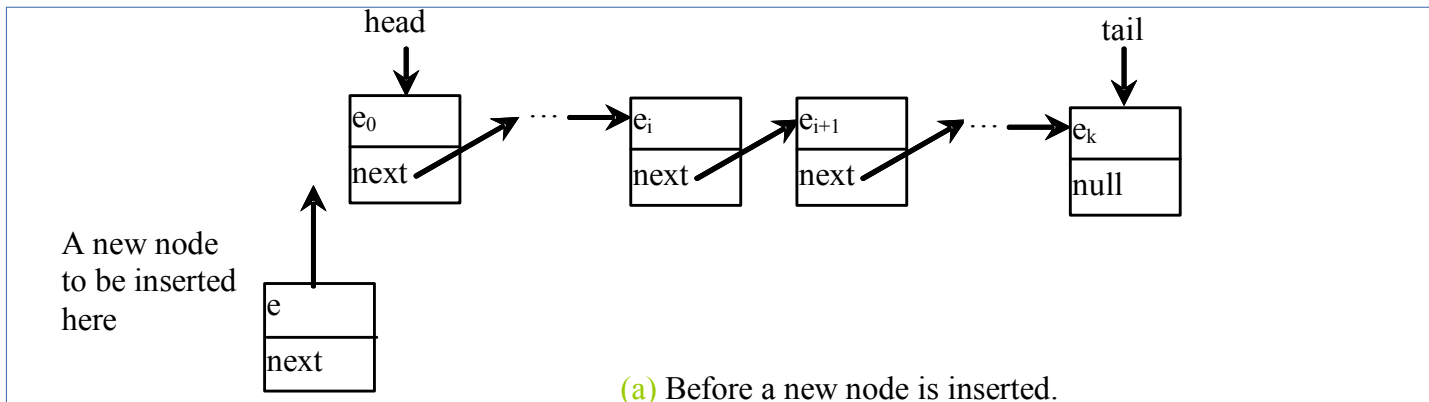 head
tail
e0
…
ei
ei+1
…
ek
next
next
next
null
A new node
to be inserted
here
e
next
(a) Before a new node is inserted.